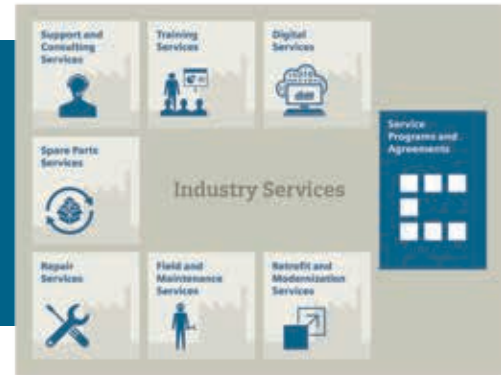 Support and
Consulting
Services
Training
Services
Digital
Services
Service
Programs and
Agreements
Spare Parts
Services
Industry Services
Repair
Services
Field and
Maintenance
Services
Retrofit and
Modernization
Services